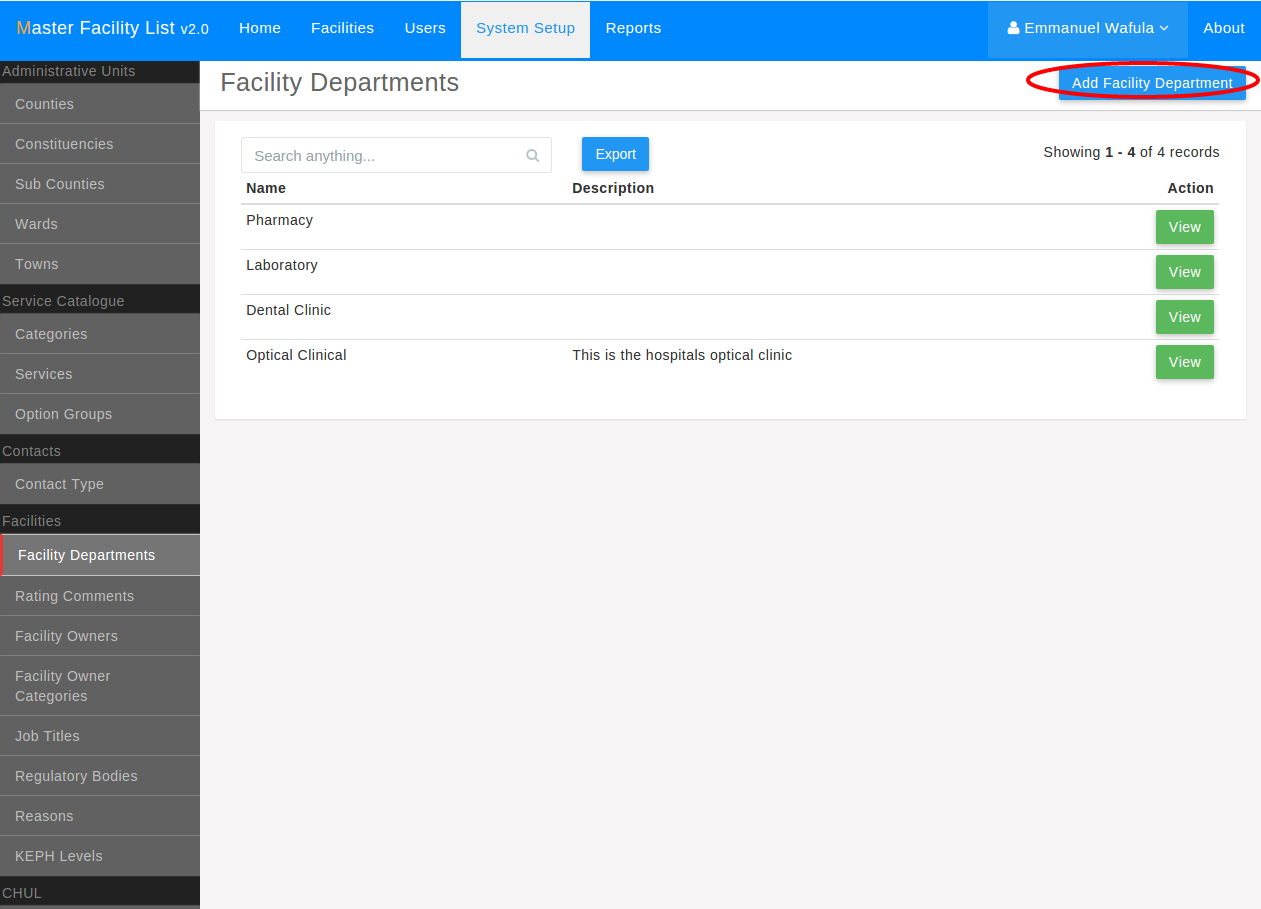 Master Facility List v2.0 Home Facilities Users System Setup Reports Emmanuel Wafula About
Administrative Units
Counties
Constituencies
Sub Counties
Wards
Towns
Service Catalogue
Categories
Services
Option Groups
Contacts
Contact Type
Facilities
Facility Departments
Rating Comments
Facility Owners
Facility Owner
Categories
Job Titles
Regulatory Bodies
Reasons
KEPH Levels
CHUL
Facility Departments Add Facility Department
Search anything... Export Showing 1 - 4 of 4 records
Name Description Action
Pharmacy View
Laboratory View
Dental Clinic View
Optical Clinical This is the hospitals optical clinic View